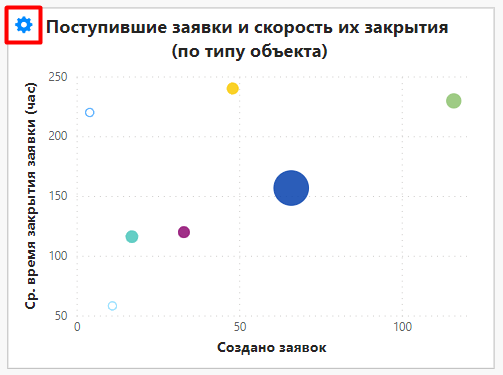 Поступившие заявки и скорость их закрытия
(по типу объекта)
Ср. время закрытия заявки (час)
250
200
150
100
50
0
50
100
Создано заявок